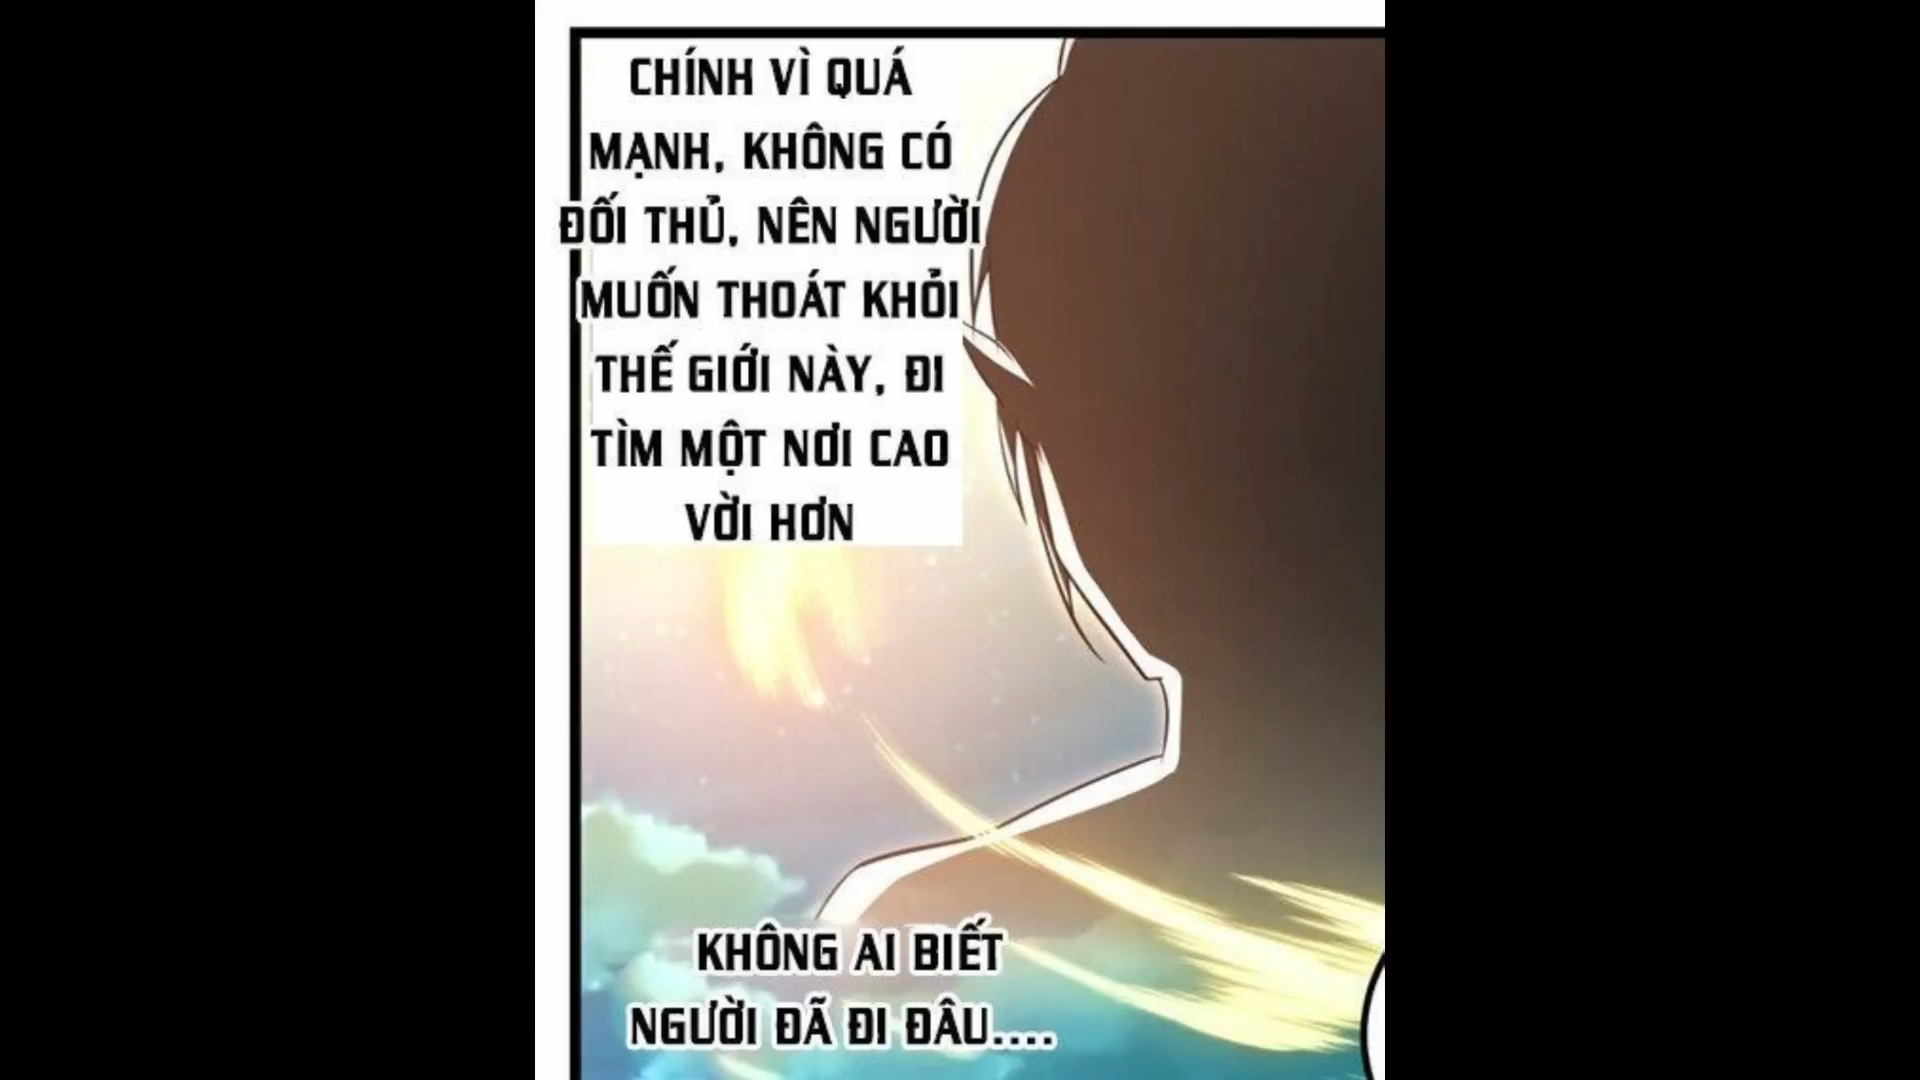 CHÍNH VÌ QUÁ
MẠNH, KHÔNG CÓ
ĐỐI THỦ, NÊN NGƯỜI
MUỐN THOÁT KHỎI
THẾ GIỚI NÀY, ĐI
TÌM MỘT NƠI CAO
VỜI HƠN
KHÔNG AI BIẾT
NGƯỜI ĐÃ ĐI ĐÂU....